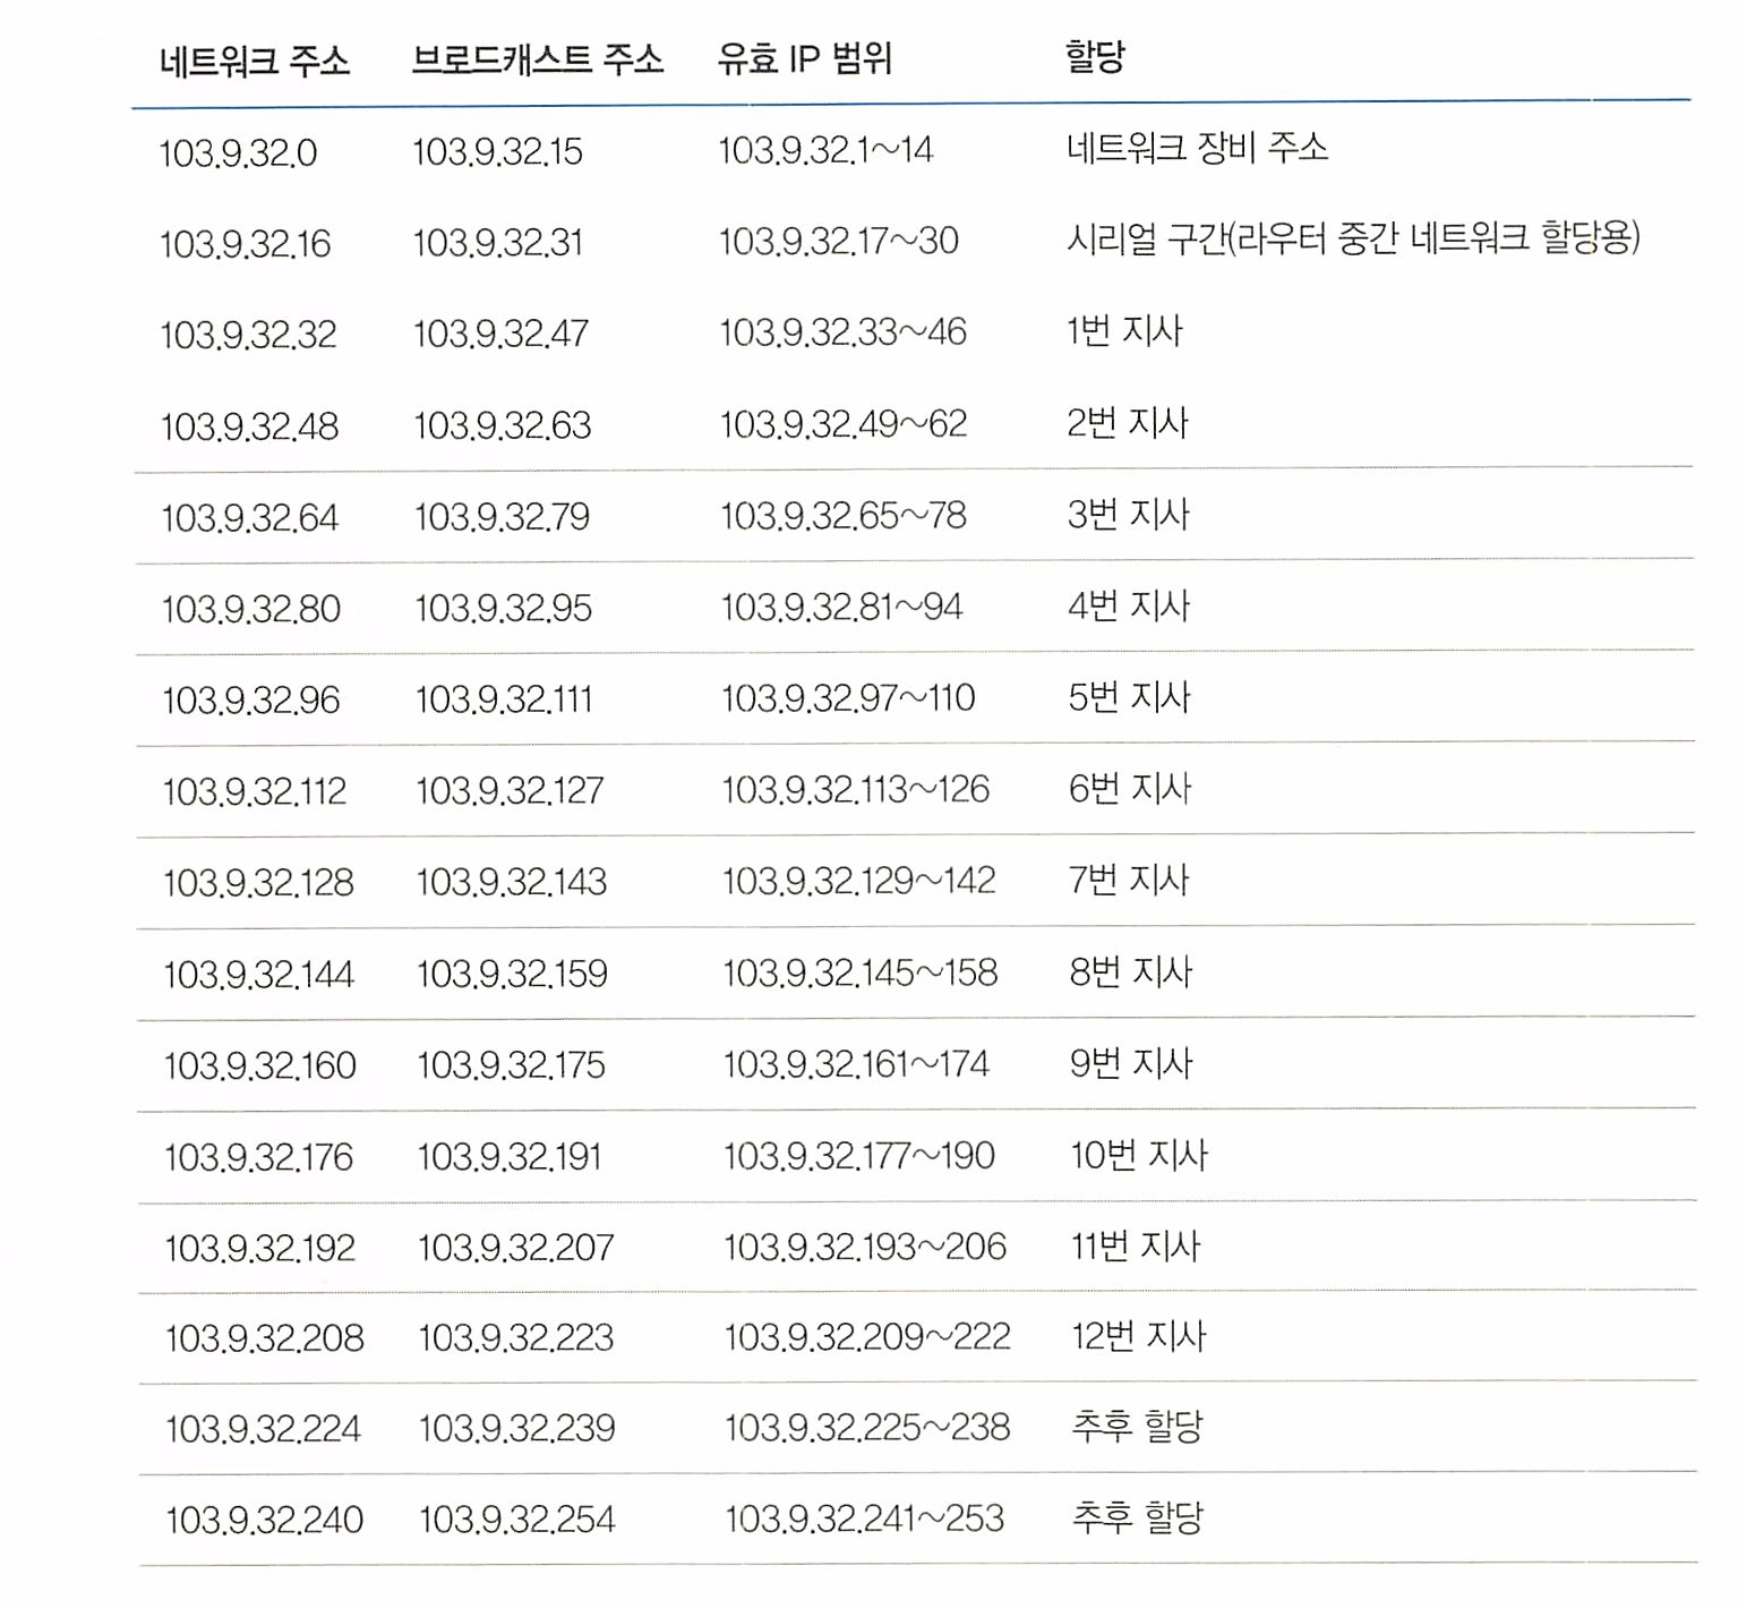 네트워크 주소 브로드캐스트 주소 유효 IP 범위 할당
103.9.32.0 103.9.32.15 103.9.32.1~14 네트워크 장비 주소
103.9.32.16 103.9.32.31 103.9.32.17~30 시리얼 구간(라우터 중간 네트워크 할당용)
103.9.32.32 103.9.32.47 103.9.32.33~46 1번 지사
103.9.32.48 103.9.32.63 103.9.32.49~62 2번 지사
103.9.32.64 103.9.32.79 103.9.32.65~78 3번 지사
103.9.32.80 103.9.32.95 103.9.32.81~94 4번 지사
103.9.32.96 103.9.32.111 103.9.32.97~110 5번 지사
103.9.32.112 103.9.32.127 103.9.32.113~126 6번 지사
103.9.32.128 103.9.32.143 103.9.32.129~142 7번 지사
103.9.32.144 103.9.32.159 103.9.32.145~158 8번 지사
103.9.32.160 103.9.32.175 103.9.32.161~174 9번 지사
103.9.32.176 103.9.32.191 103.9.32.177~190 10번 지사
103.9.32.192 103.9.32.207 103.9.32.193~206 11번 지사
103.9.32.208 103.9.32.223 103.9.32.209~222 12번 지사
103.9.32.224 103.9.32.239 103.9.32.225~238 추후 할당
103.9.32.240 103.9.32.254 103.9.32.241~253 추후 할당